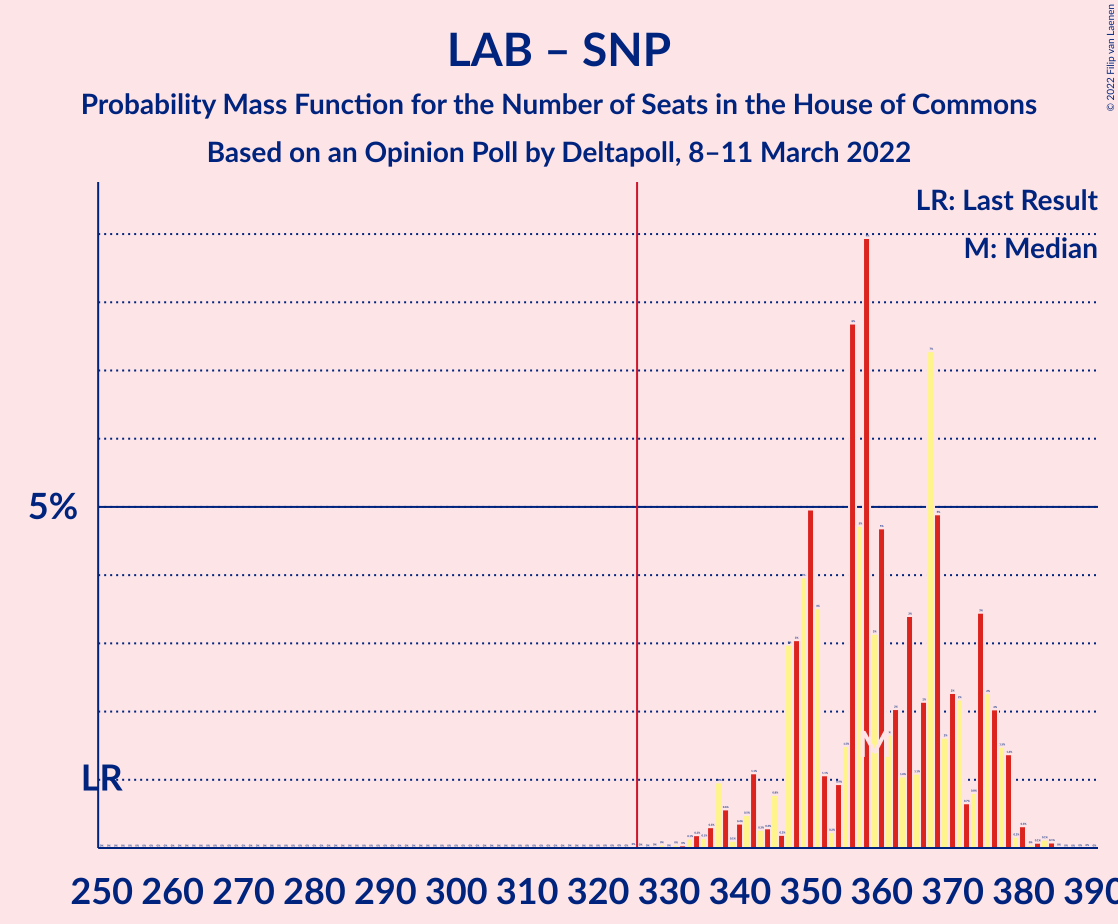 LAB – SNP
Probability Mass Function for the Number of Seats in the House of Commons
Based on an Opinion Poll by Deltapoll, 8–11 March 2022
© 2022 Filip van Laenen
LR: Last Result
M: Median
5%
LR
M
250 260 270 280 290 300 310 320 330 340 350 360 370 380 390